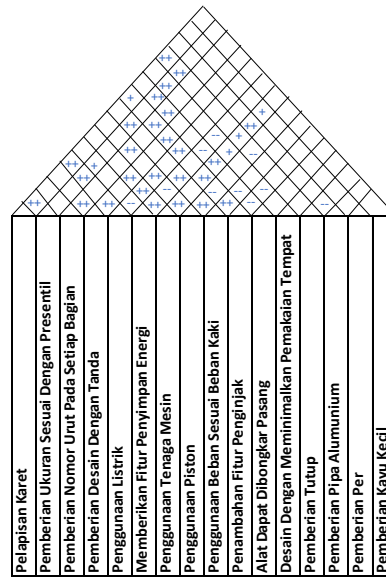 ++
++
+ ++
++ +
++ ++ ++
-- +
++ ++ -- + --
++ + ++ ++
++ ++ ++
++ -- -- -- --
++ ++ ++ -- ++ ++ ++ ++ -- --
Pelapisan Karet
Pemberian Ukuran Sesuai Dengan Presentil
Pemberian Nomor Urut Pada Setiap Bagian
Pemberian Desain Dengan Tanda
Penggunaan Listrik
Memberikan Fitur Penyimpan Energi
Penggunaan Tenaga Mesin
Penggunaan Piston
Penggunaan Beban Sesuai Beban Kaki
Penambahan Fitur Penginjak
Alat Dapat Dibongkar Pasang
Desain Dengan Meminimalkan Pemakaian Tempat
Pemberian Tutup
Pemberian Pipa Alumunium
Pemberian Per
Pemberian Kayu Kecil